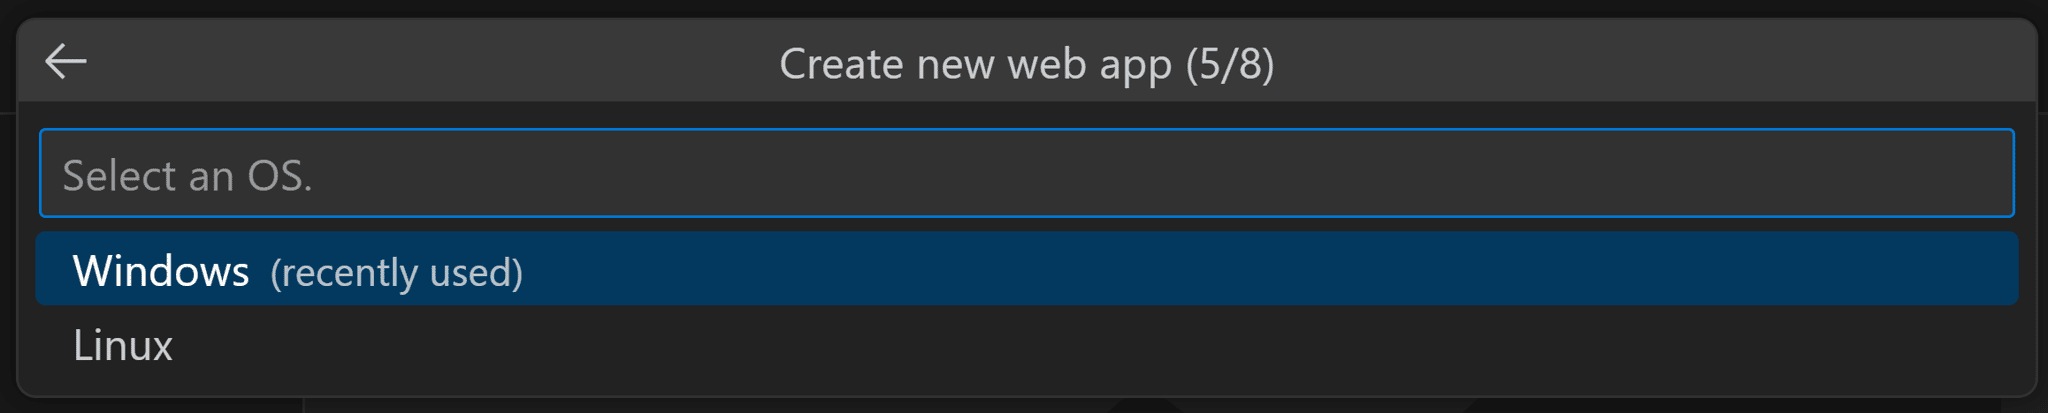 Create new web app (5/8)
Select an OS.
Windows (recently used)
Linux